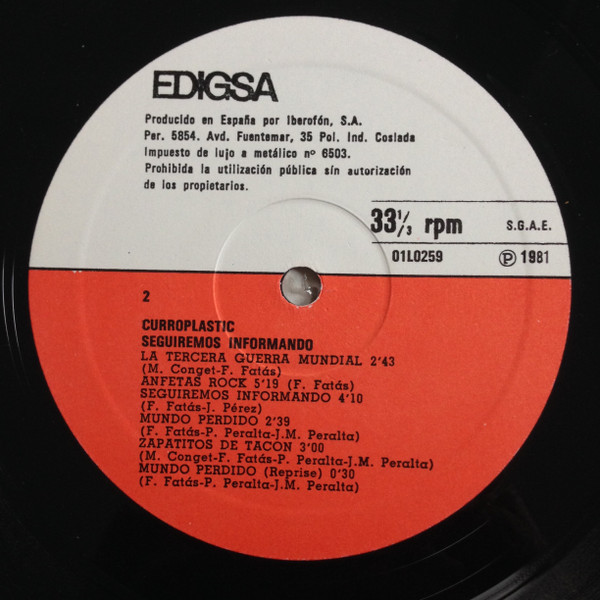 EDIGSA
Producido en España por Iberofón, S.A.
Per. 5854. Avd. Fuentemar, 35 Pol. Ind. Coslada
Impuesto de lujo a metálico nº 6503.
Prohibida la utilización pública sin autorización
de los propietarios.
33 1/3 rpm S.G.A.E.
01L0259 Ⓟ 1981
2
CURROPLASTIC
SEGUIREMOS INFORMANDO
LA TERCERA GUERRA MUNDIAL 2'43
(M. Conget-F. Fatás)
ANFETAS ROCK 5'19 (F. Fatás)
SEGUIREMOS INFORMANDO 4'10
(F. Fatás-J. Pérez)
MUNDO PERDIDO 2'39
(F. Fatás-P. Peralta-J.M. Peralta)
ZAPATITOS DE TACON 3'00
(M. Conget-F. Fatás-P. Peralta-J.M. Peralta)
MUNDO PERDIDO (Reprise) 0'30
(F. Fatás-P. Peralta-J.M. Peralta)